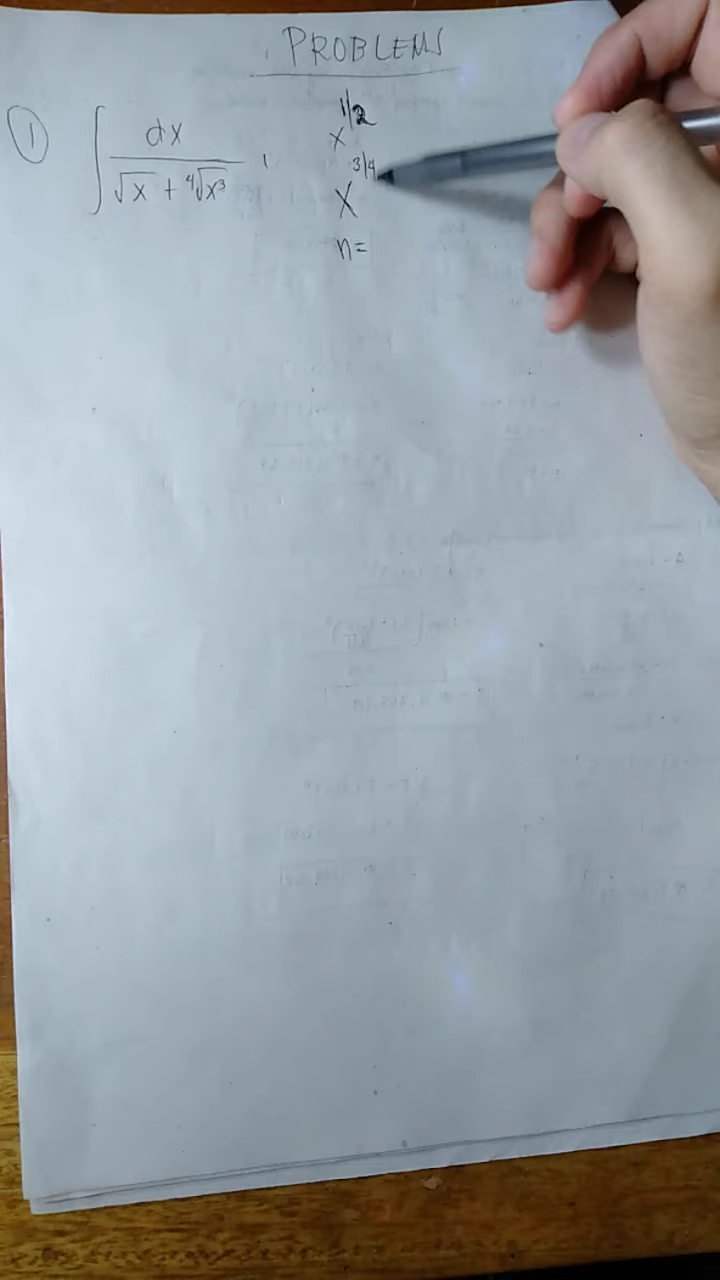 PROBLEMS
① ∫ dx / (√x + ⁴√x³)
x^1/2
x^3/4
n=